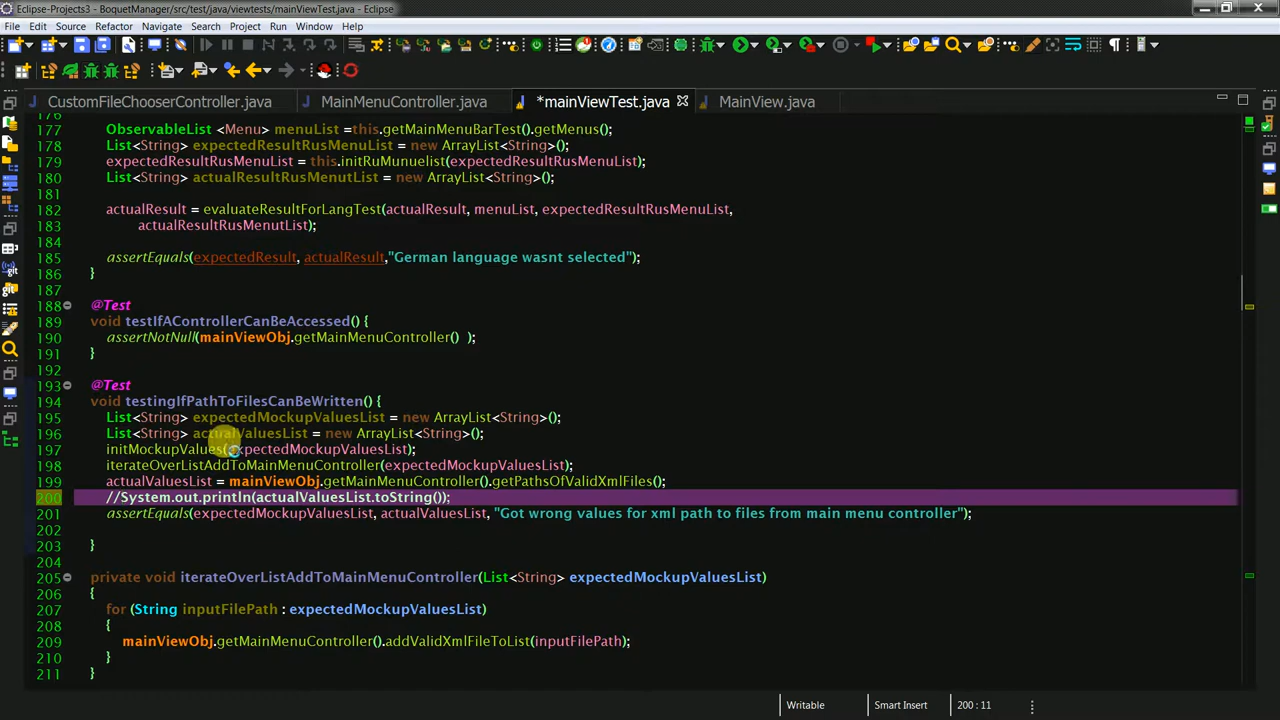 Eclipse-Projects3 - BoquetManager/src/test/java/viewtests/mainViewTest.java - Eclipse
File Edit Source Refactor Navigate Search Project Run Window Help
CustomFileChooserController.java MainMenuController.java *mainViewTest.java MainView.java
176
177 ObservableList <Menu> menuList =this.getMainMenuBarTest().getMenus();
178 List<String> expectedResultRusMenuList = new ArrayList<String>();
179 expectedResultRusMenuList = this.initRuMunuelist(expectedResultRusMenuList);
180 List<String> actualResultRusMenutList = new ArrayList<String>();
181
182 actualResult = evaluateResultForLangTest(actualResult, menuList, expectedResultRusMenuList,
183 actualResultRusMenutList);
184
185 assertEquals(expectedResult, actualResult,"German language wasnt selected");
186 }
187
188 @Test
189 void testIfAControllerCanBeAccessed() {
190 assertNotNull(mainViewObj.getMainMenuController() );
191 }
192
193 @Test
194 void testingIfPathToFilesCanBeWritten() {
195 List<String> expectedMockupValuesList = new ArrayList<String>();
196 List<String> actualValuesList = new ArrayList<String>();
197 initMockupValues(expectedMockupValuesList);
198 iterateOverListAddToMainMenuController(expectedMockupValuesList);
199 actualValuesList = mainViewObj.getMainMenuController().getPathsOfValidXmlFiles();
200 //System.out.println(actualValuesList.toString());
201 assertEquals(expectedMockupValuesList, actualValuesList, "Got wrong values for xml path to files from main menu controller");
202
203 }
204
205 private void iterateOverListAddToMainMenuController(List<String> expectedMockupValuesList)
206 {
207 for (String inputFilePath : expectedMockupValuesList)
208 {
209 mainViewObj.getMainMenuController().addValidXmlFileToList(inputFilePath);
210 }
211 }
Writable Smart Insert 200 : 11